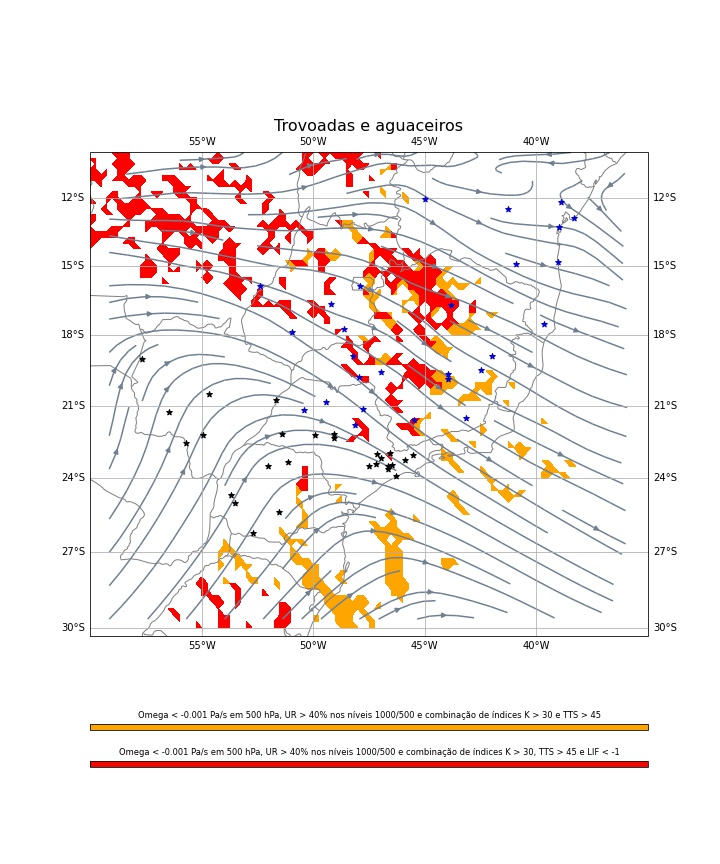 Trovoadas e aguaceiros
55°W 50°W 45°W 40°W
12°S 12°S
15°S 15°S
18°S 18°S
21°S 21°S
24°S 24°S
27°S 27°S
30°S 30°S
55°W 50°W 45°W 40°W
Omega < -0.001 Pa/s em 500 hPa, UR > 40% nos níveis 1000/500 e combinação de índices K > 30 e TTS > 45
Omega < -0.001 Pa/s em 500 hPa, UR > 40% nos níveis 1000/500 e combinação de índices K > 30, TTS > 45 e LIF < -1